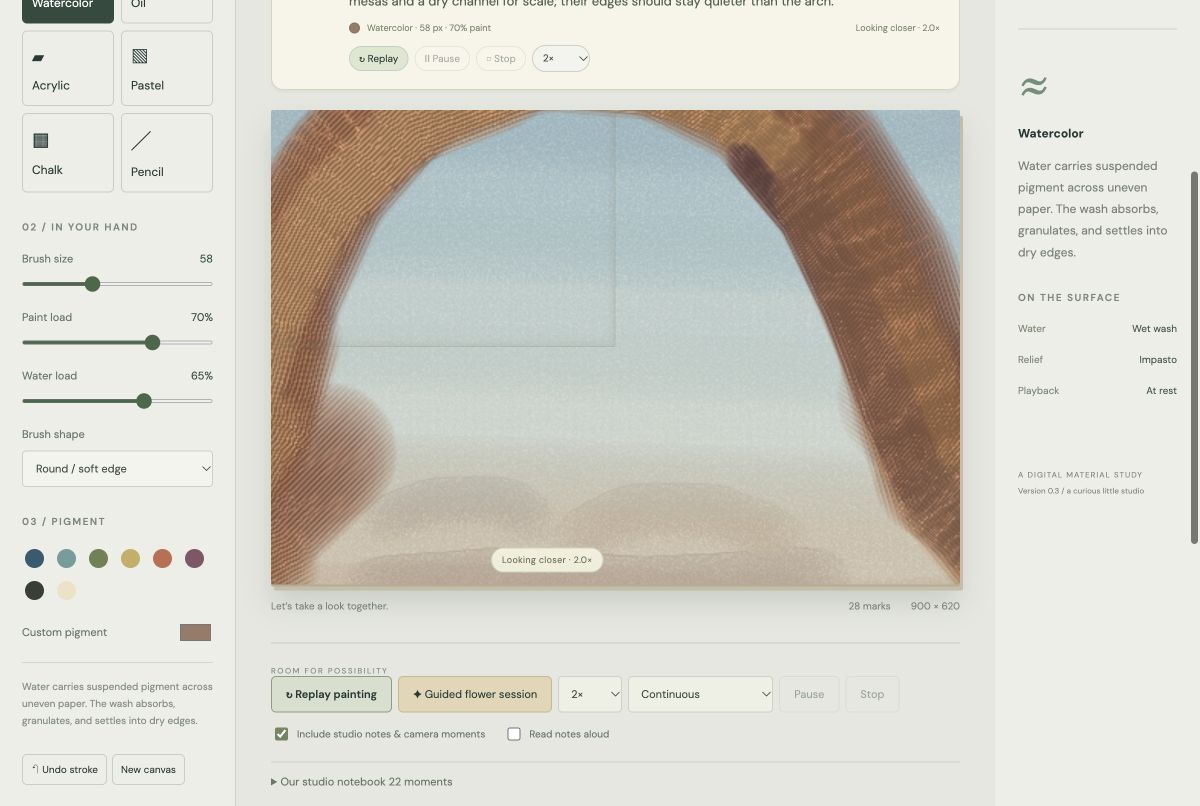 Watercolor
Oil
Acrylic
Pastel
Chalk
Pencil
02 / IN YOUR HAND
Brush size 58
Paint load 70%
Water load 65%
Brush shape
Round / soft edge
03 / PIGMENT
Custom pigment
Water carries suspended pigment across
uneven paper. The wash absorbs,
granulates, and settles into dry edges.
Undo stroke
New canvas
mesas and a dry channel for scale; their edges should stay quieter than the arch.
Watercolor · 58 px · 70% paint
Looking closer · 2.0×
↻ Replay
II Pause
▫ Stop
2×
Looking closer · 2.0×
Let's take a look together.
28 marks
900 × 620
ROOM FOR POSSIBILITY
↻ Replay painting
✦ Guided flower session
2×
Continuous
Pause
Stop
Include studio notes & camera moments
Read notes aloud
▶ Our studio notebook 22 moments
Watercolor
Water carries suspended
pigment across uneven
paper. The wash absorbs,
granulates, and settles into
dry edges.
ON THE SURFACE
Water Wet wash
Relief Impasto
Playback At rest
A DIGITAL MATERIAL STUDY
Version 0.3 / a curious little studio